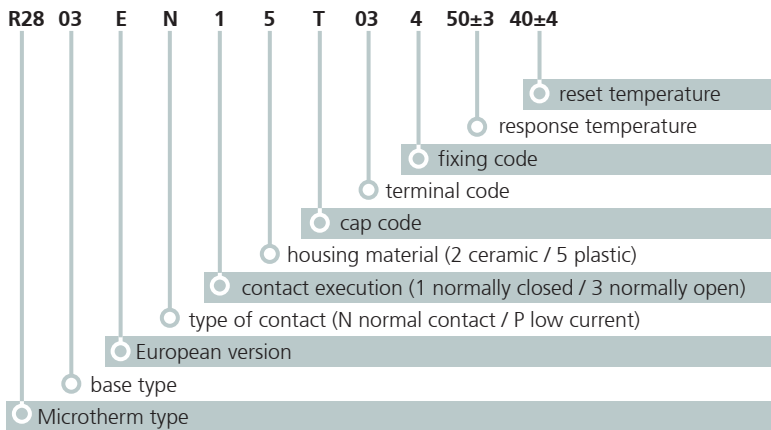 R28 03 E N 1 5 T 03 4 50±3 40±4
reset temperature
response temperature
fixing code
terminal code
cap code
housing material (2 ceramic / 5 plastic)
contact execution (1 normally closed / 3 normally open)
type of contact (N normal contact / P low current)
European version
base type
Microtherm type